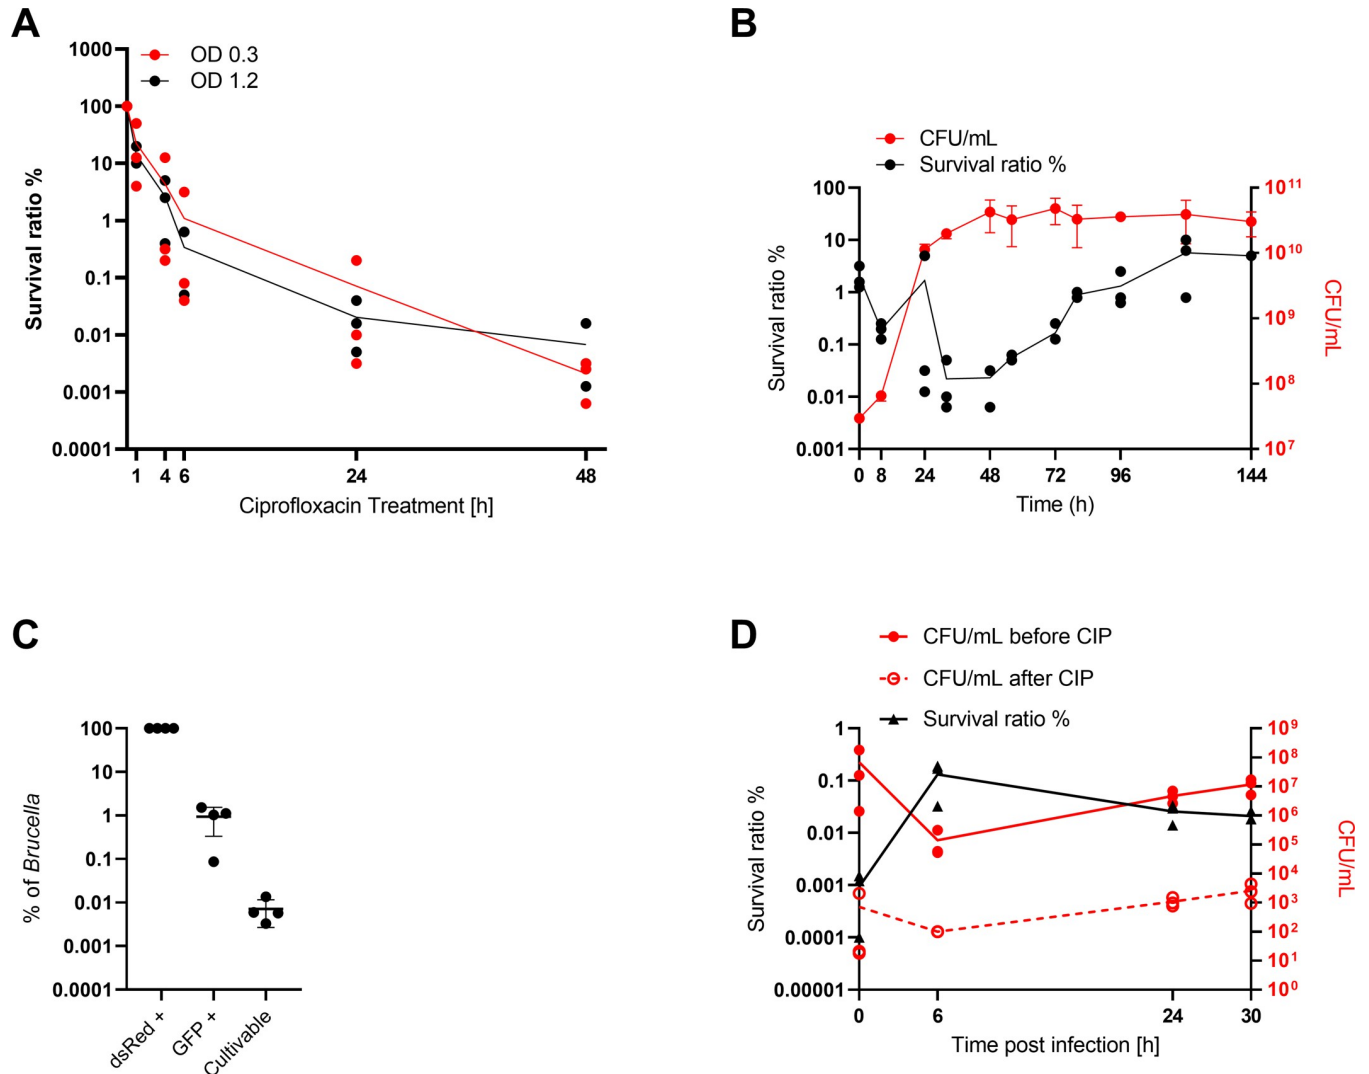 A
OD 0.3
OD 1.2
Survival ratio %
1000
100
10
1
0.1
0.01
0.001
0.0001
1 4 6 24 48
Ciprofloxacin Treatment [h]
B
CFU/mL
Survival ratio %
Survival ratio %
100
10
1
0.1
0.01
0.001
10¹¹
10¹⁰
10⁹
10⁸
10⁷
CFU/mL
0 8 24 48 72 96 144
Time (h)
C
% of Brucella
100
10
1
0.1
0.01
0.001
0.0001
dsRed +
GFP +
Cultivable
D
CFU/mL before CIP
CFU/mL after CIP
Survival ratio %
Survival ratio %
1
0.1
0.01
0.001
0.0001
0.00001
10⁹
10⁸
10⁷
10⁶
10⁵
10⁴
10³
10²
10¹
10⁰
CFU/mL
0 6 24 30
Time post infection [h]